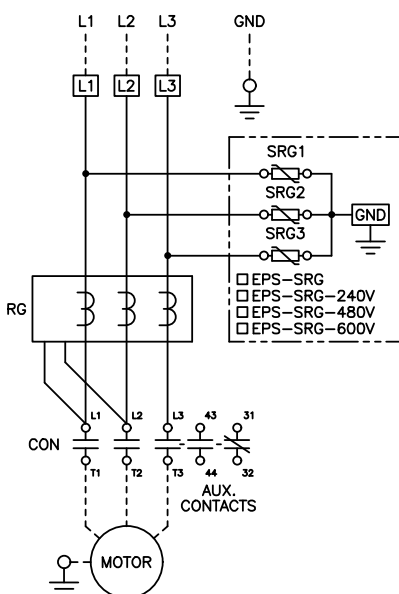 L1 L2 L3 GND
L1 L2 L3
SRG1
SRG2
GND
SRG3
□ EPS-SRG
□ EPS-SRG-240V
□ EPS-SRG-480V
□ EPS-SRG-600V
RG
L1 L2 L3 43 31
CON
T1 T2 T3 44 32
AUX.
CONTACTS
MOTOR